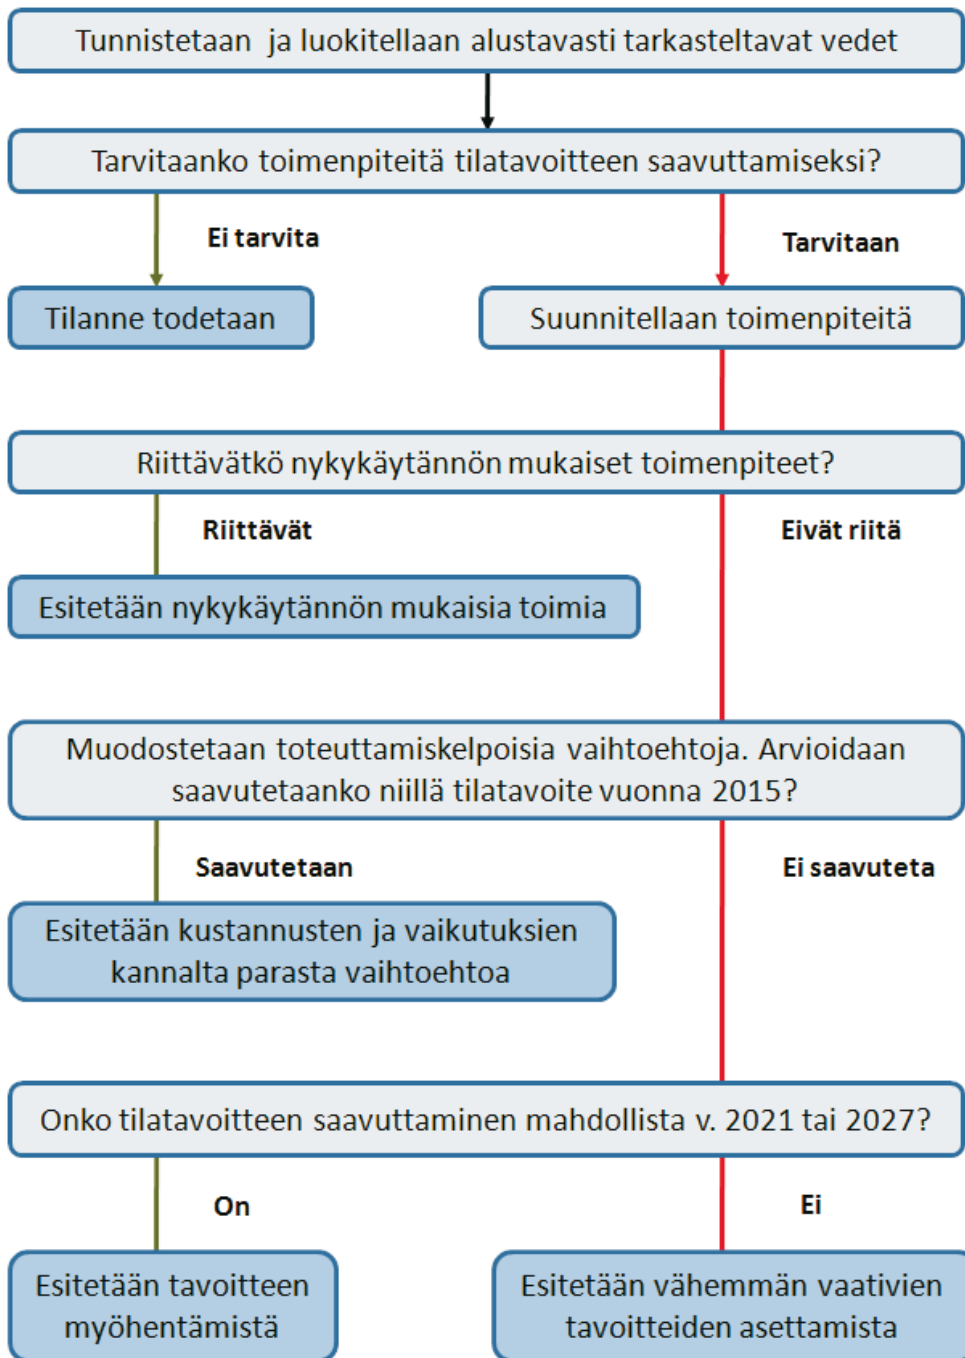 Tunnistetaan ja luokitellaan alustavasti tarkasteltavat vedet
Tarvitaanko toimenpiteitä tilatavoitteen saavuttamiseksi?
Ei tarvita
Tarvitaan
Tilanne todetaan
Suunnitellaan toimenpiteitä
Riittävätkö nykykäytännön mukaiset toimenpiteet?
Riittävät
Eivät riitä
Esitetään nykykäytännön mukaisia toimia
Muodostetaan toteuttamiskelpoisia vaihtoehtoja. Arvioidaan
saavutetaanko niillä tilatavoite vuonna 2015?
Saavutetaan
Ei saavuteta
Esitetään kustannusten ja vaikutuksien
kannalta parasta vaihtoehtoa
Onko tilatavoitteen saavuttaminen mahdollista v. 2021 tai 2027?
On
Ei
Esitetään tavoitteen
myöhentämistä
Esitetään vähemmän vaativien
tavoitteiden asettamista